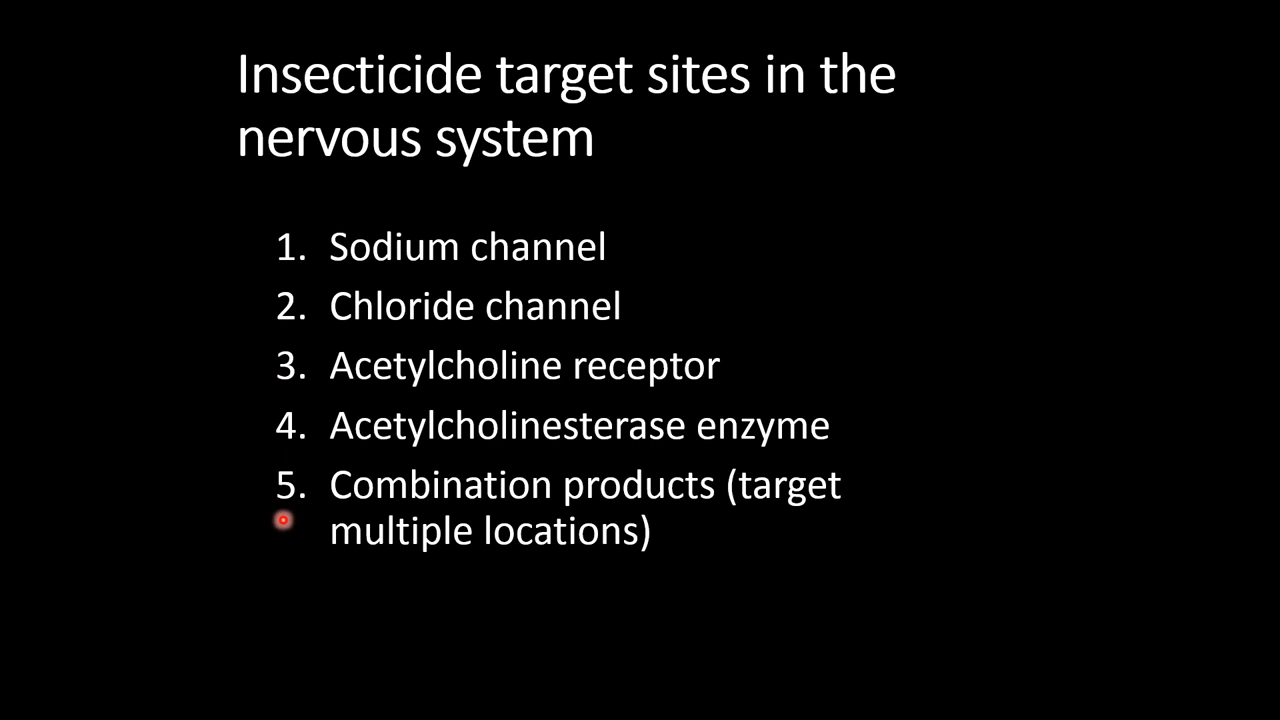 Insecticide target sites in the
nervous system
1. Sodium channel
2. Chloride channel
3. Acetylcholine receptor
4. Acetylcholinesterase enzyme
5. Combination products (target
multiple locations)